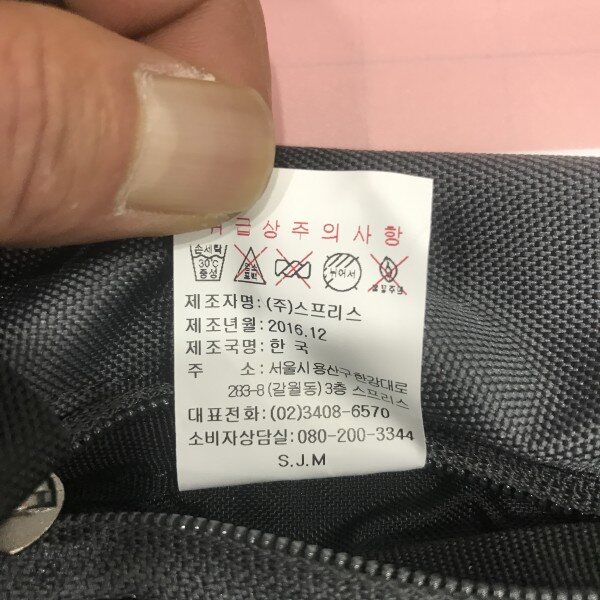 급상주의사항
손세탁
30℃
중성
뉘어서
제조자명: (주)스프리스
제조년월: 2016.12
제조국명: 한 국
주 소: 서울시용산구한강대로
283-8 (갈월동) 3층 스프리스
대표전화: (02)3408-6570
소비자상담실: 080-200-3344
S.J.M